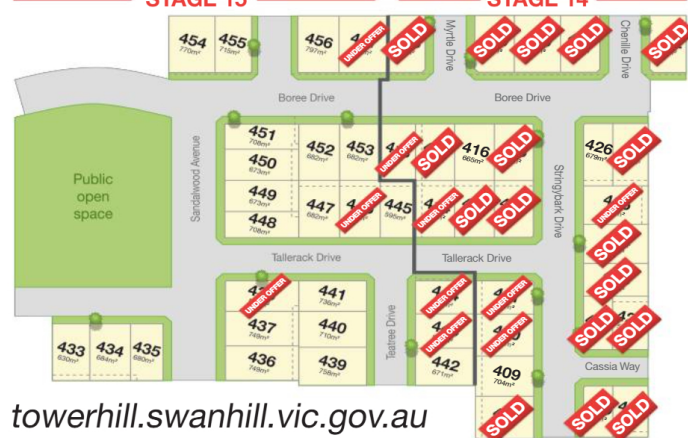 STAGE 15
STAGE 14
454
770m²
455
715m²
456
797m²
UNDER OFFER
SOLD
Myrtle Drive
SOLD
SOLD
SOLD
Chenille Drive
SOLD
Boree Drive
Boree Drive
Sandalwood Avenue
Public
open
space
451
708m²
450
673m²
449
673m²
448
708m²
452
682m²
453
682m²
UNDER OFFER
SOLD
416
665m²
SOLD
447
682m²
UNDER OFFER
445
595m²
UNDER OFFER
SOLD
SOLD
Stringybark Drive
426
679m²
SOLD
UNDER OFFER
SOLD
SOLD
SOLD
SOLD
Tallerack Drive
Tallerack Drive
UNDER OFFER
441
736m²
437
749m²
440
710m²
436
749m²
439
758m²
Teatree Drive
UNDER OFFER
UNDER OFFER
UNDER OFFER
UNDER OFFER
442
671m²
409
704m²
SOLD
Cassia Way
SOLD
SOLD
433
630m²
434
684m²
435
680m²
towerhill.swanhill.vic.gov.au